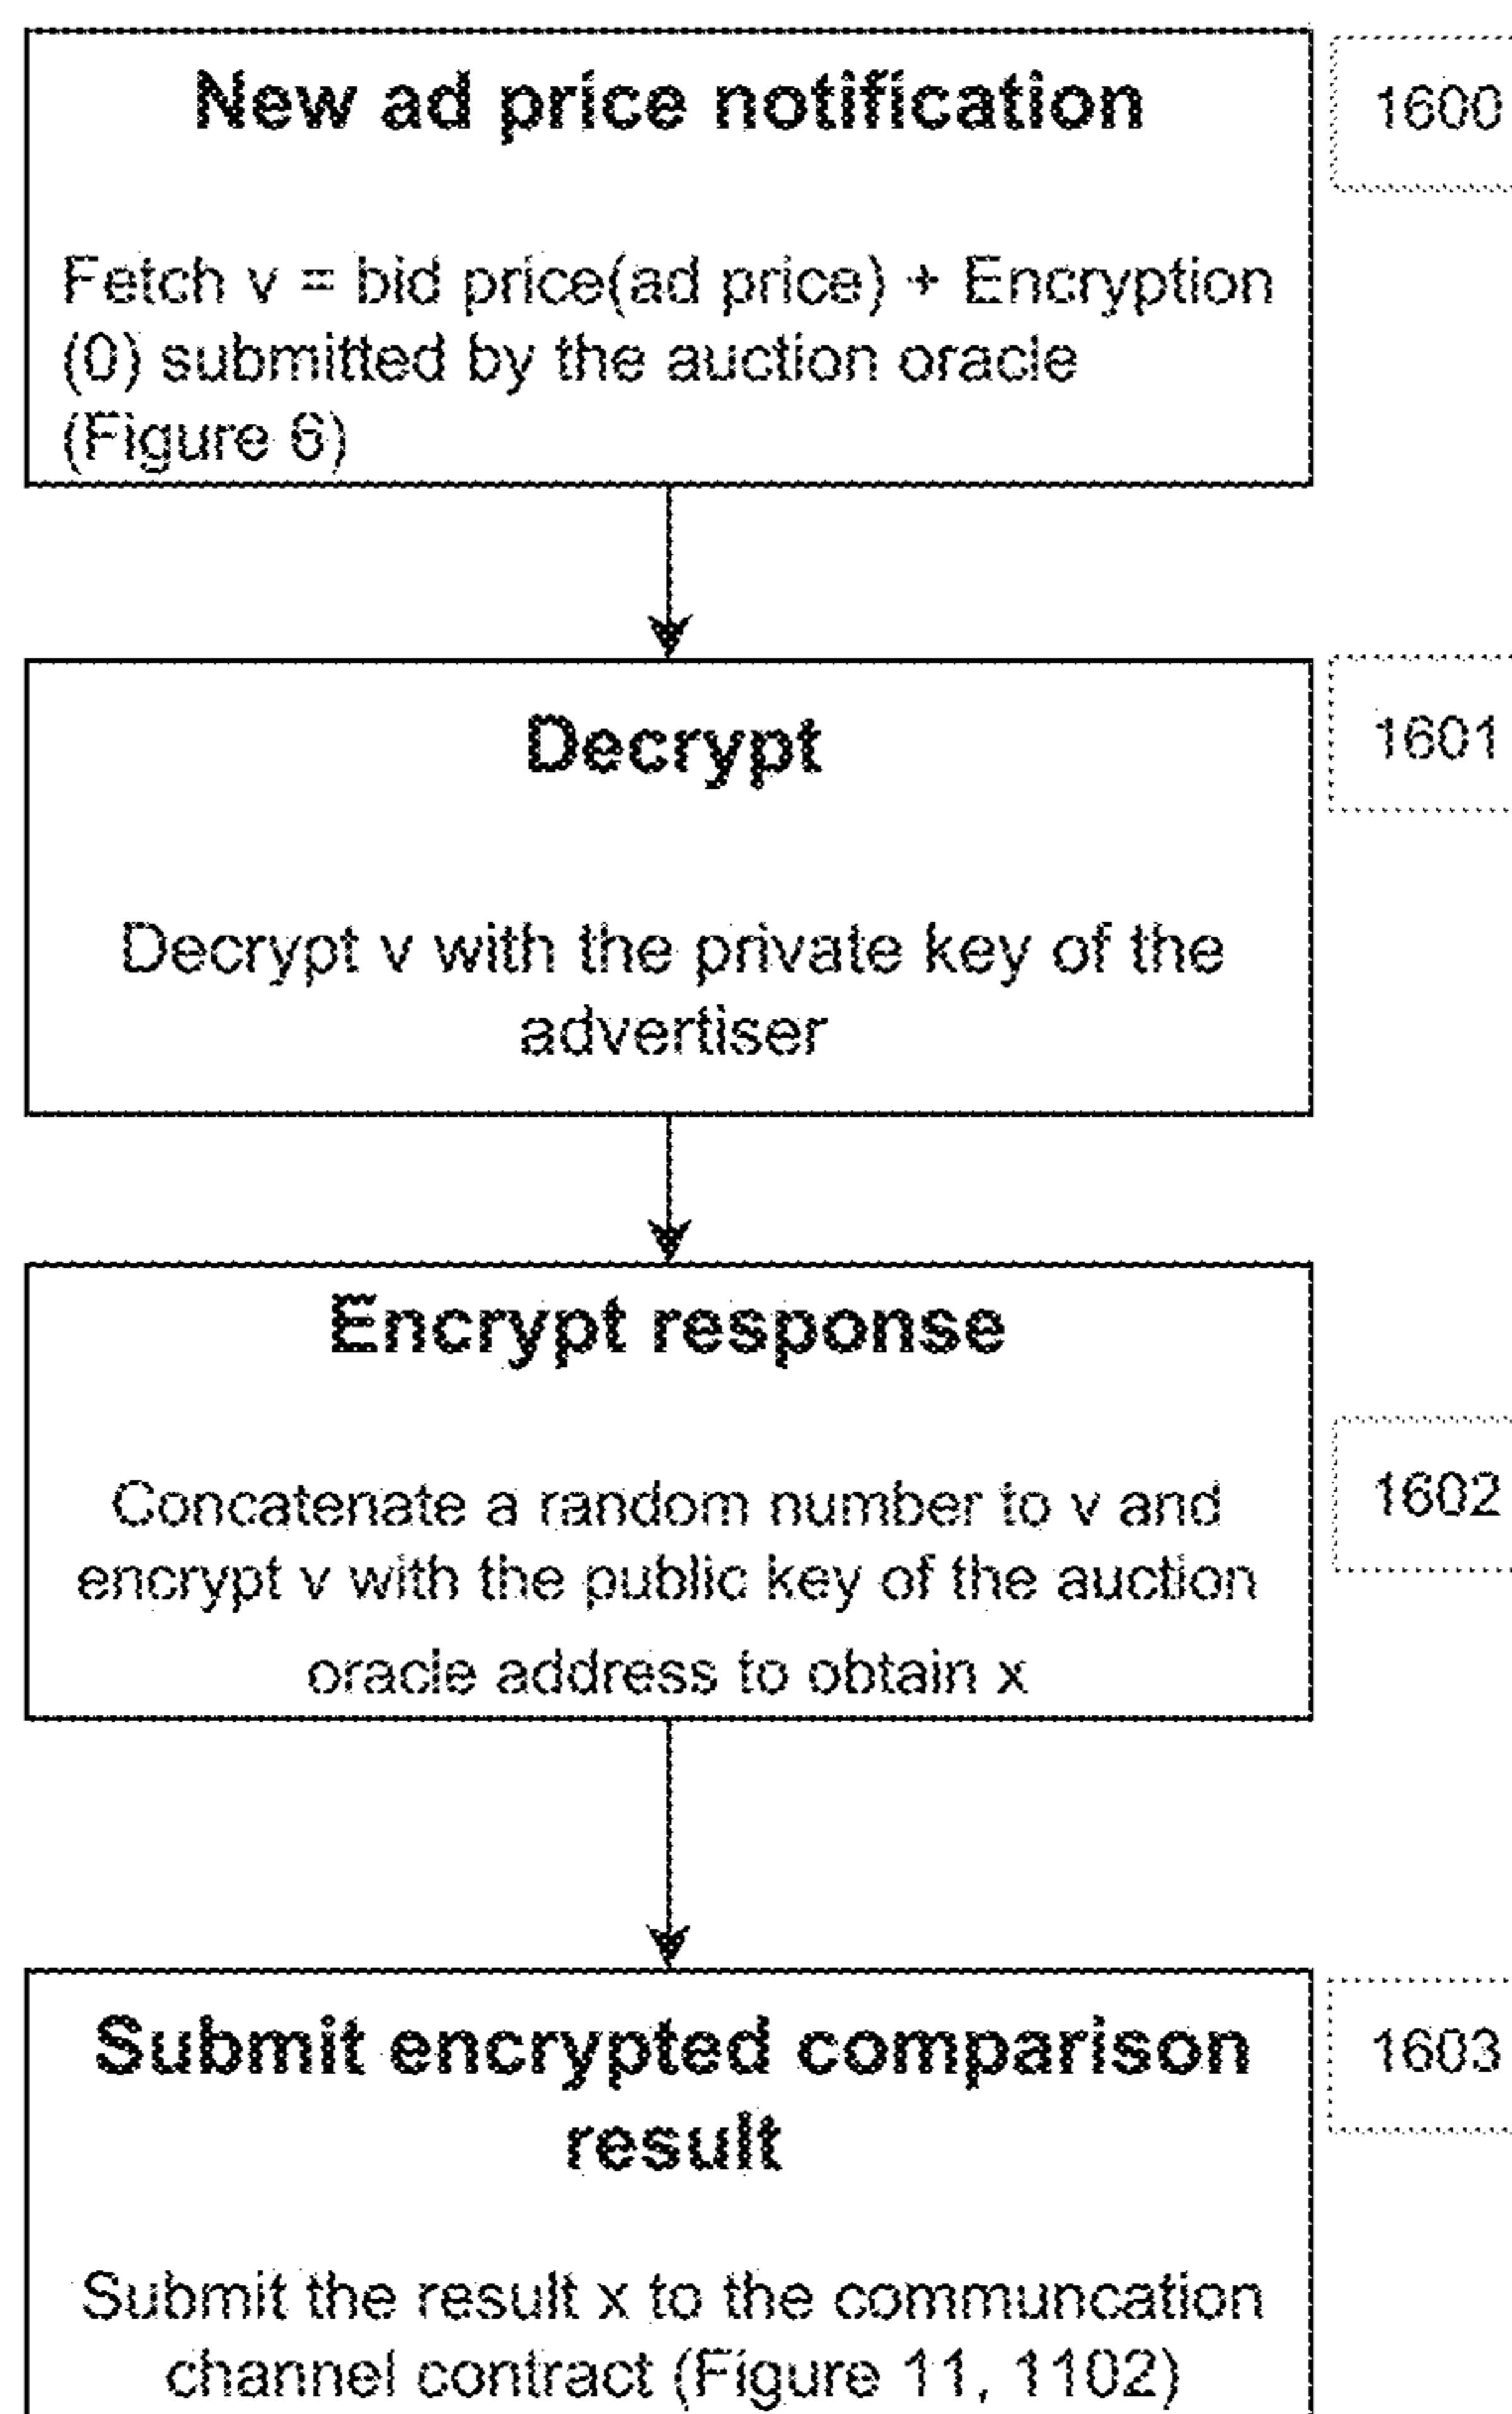 New ad price notification
1600
Fetch v = bid price(ad price) + Encryption
(0) submitted by the auction oracle
(Figure 6)
Decrypt
1601
Decrypt v with the private key of the
advertiser
Encrypt response
1602
Concatenate a random number to v and
encrypt v with the public key of the auction
oracle address to obtain x
Submit encrypted comparison
result
1603
Submit the result x to the communcation
channel contract (Figure 11, 1102)